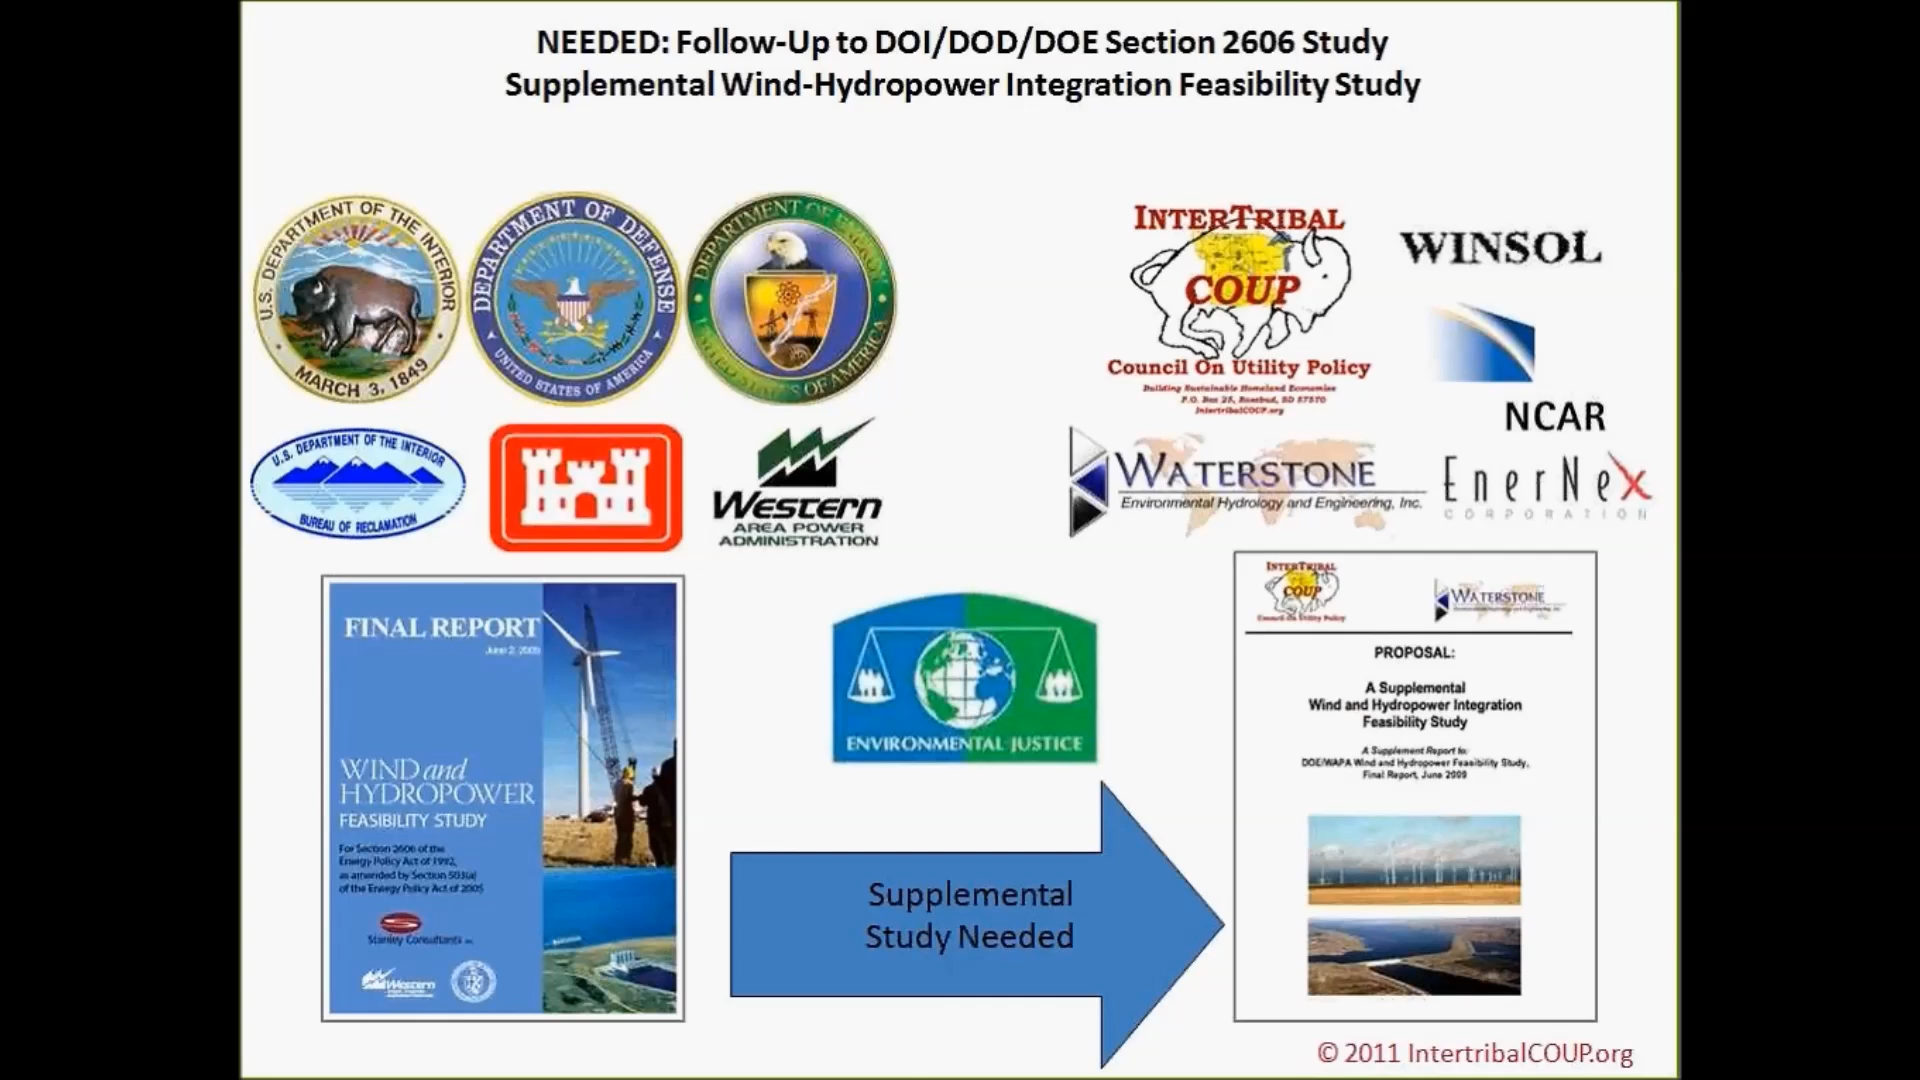 NEEDED: Follow-Up to DOI/DOD/DOE Section 2606 Study
Supplemental Wind-Hydropower Integration Feasibility Study
U.S. DEPARTMENT OF THE INTERIOR
MARCH 3, 1849
DEPARTMENT OF DEFENSE
UNITED STATES OF AMERICA
DEPARTMENT OF ENERGY
UNITED STATES OF AMERICA
INTERTRIBAL
COUP
Council On Utility Policy
Building Sustainable Homeland Economies
P.O. Box 25, Rosebud, SD 57570
IntertribalCOUP.org
WINSOL
NCAR
U.S. DEPARTMENT OF THE INTERIOR
BUREAU OF RECLAMATION
Western
AREA POWER
ADMINISTRATION
WATERSTONE
Environmental Hydrology and Engineering, Inc.
EnerNex
CORPORATION
FINAL REPORT
June 2,
WIND and
HYDROPOWER
FEASIBILITY STUDY
For Section 2606 of the
Energy Policy Act of 1992,
as amended by Section 503(a)
of the Energy Policy Act of 2005
Stanley Consultants INC
Western
ENVIRONMENTAL JUSTICE
Supplemental
Study Needed
INTERTRIBAL
COUP
Council On Utility Policy
WATERSTONE
PROPOSAL:
A Supplemental
Wind and Hydropower Integration
Feasibility Study
A Supplement Report to:
DOE/WAPA Wind and Hydropower Feasibility Study,
Final Report, June 2009
© 2011 IntertribalCOUP.org